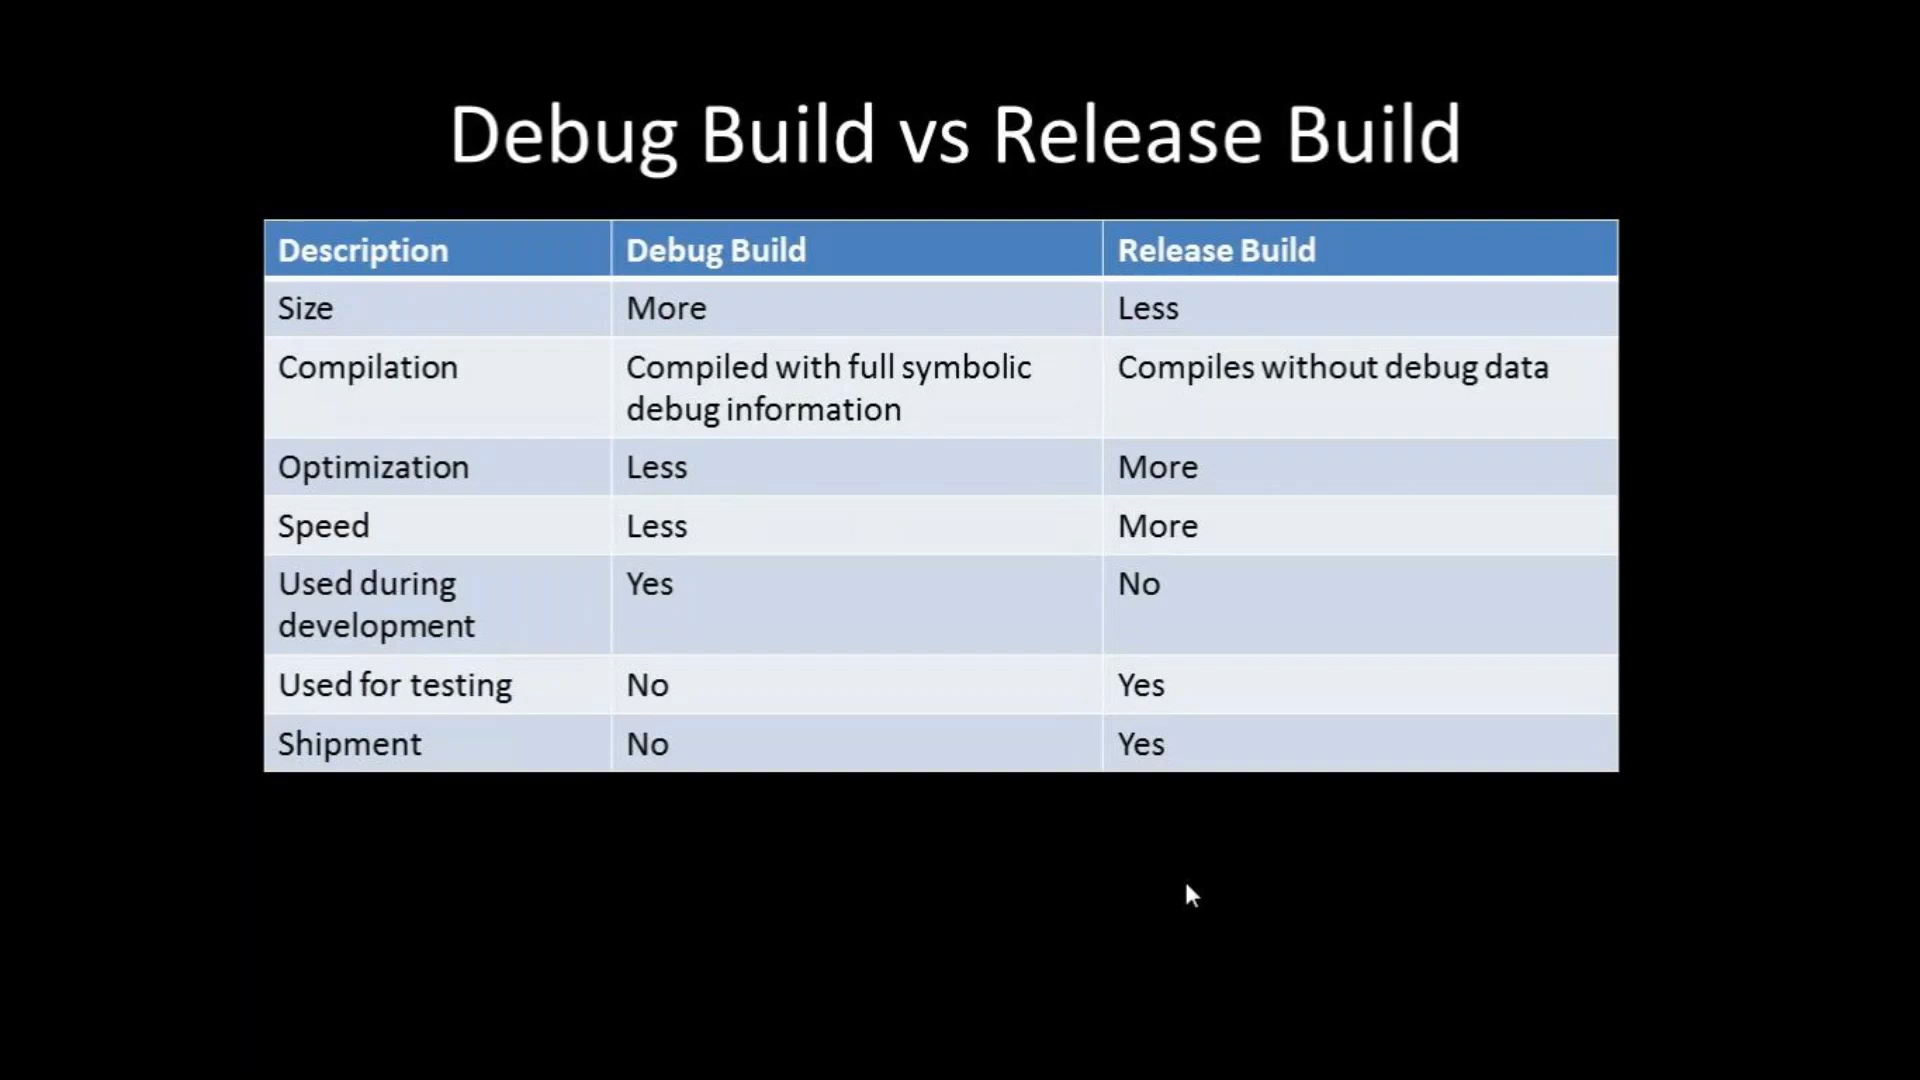 Debug Build vs Release Build
Description Debug Build Release Build
Size More Less
Compilation Compiled with full symbolic Compiles without debug data
debug information
Optimization Less More
Speed Less More
Used during Yes No
development
Used for testing No Yes
Shipment No Yes